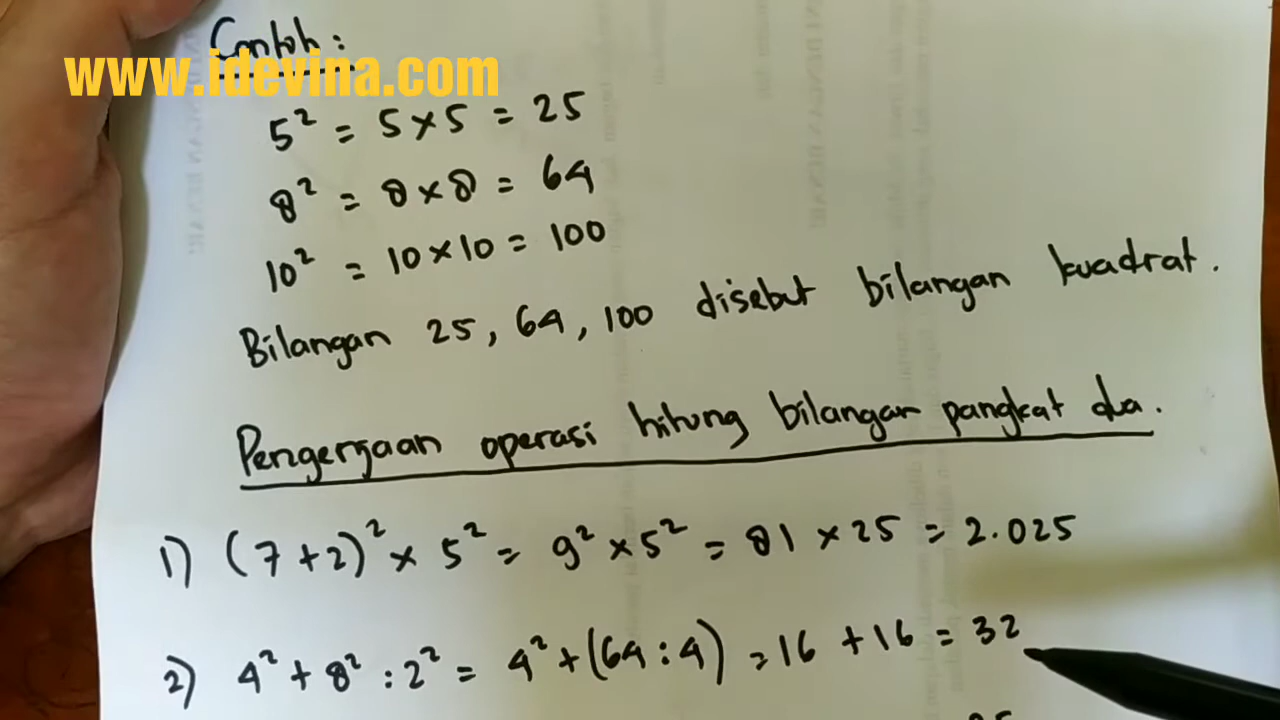 Contoh :
www.idevina.com
5² = 5 × 5 = 25
8² = 8 × 8 = 64
10² = 10 × 10 = 100
Bilangan 25, 64, 100 disebut bilangan kuadrat.
Pengerjaan operasi hitung bilangan pangkat dua.
1) (7 + 2)² × 5² = 9² × 5² = 81 × 25 = 2.025
2) 4² + 8² : 2² = 4² + (64 : 4) = 16 + 16 = 32